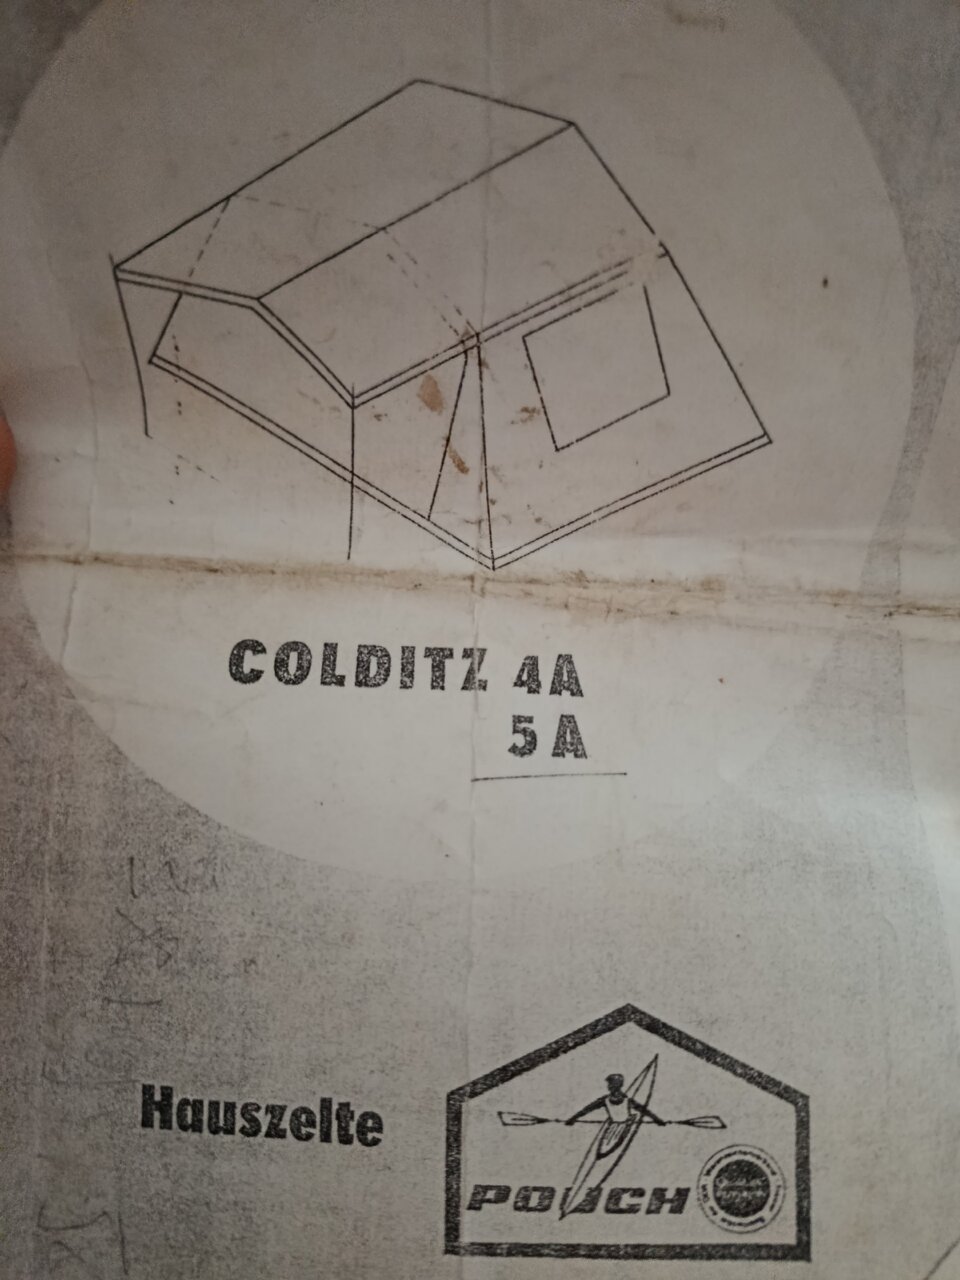 COLDITZ 4A
5A
Hauszelte
POUCH